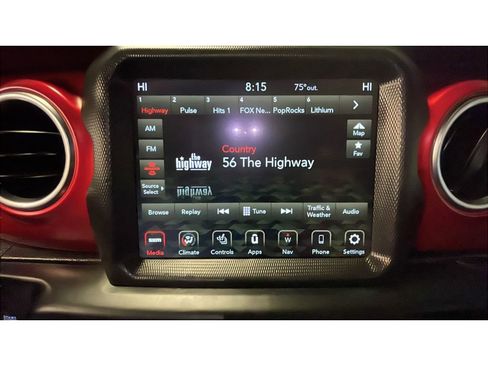 HI 8:15 75°out. HI
1 2 3 4 5 6
Highway Pulse Hits 1 FOX Ne... PopRocks Lithium
AM
FM
Map
Fav
Country
56 The Highway
the
highway
Source
Select
Browse Replay Tune Traffic & Weather Audio
Media Climate Controls Apps Nav Phone Settings